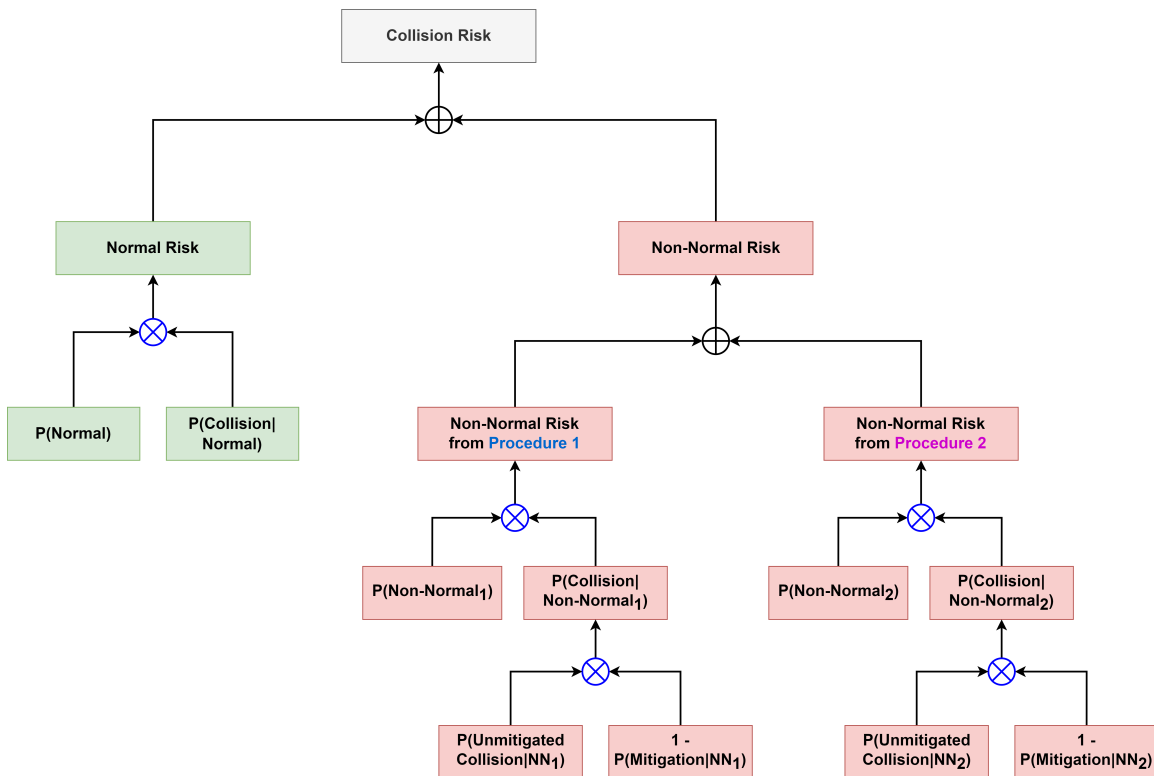 Collision Risk
Normal Risk
Non-Normal Risk
P(Normal)
P(Collision|
Normal)
Non-Normal Risk
from Procedure 1
Non-Normal Risk
from Procedure 2
P(Non-Normal₁)
P(Collision|
Non-Normal₁)
P(Non-Normal₂)
P(Collision|
Non-Normal₂)
P(Unmitigated
Collision|NN₁)
1 -
P(Mitigation|NN₁)
P(Unmitigated
Collision|NN₂)
1 -
P(Mitigation|NN₂)